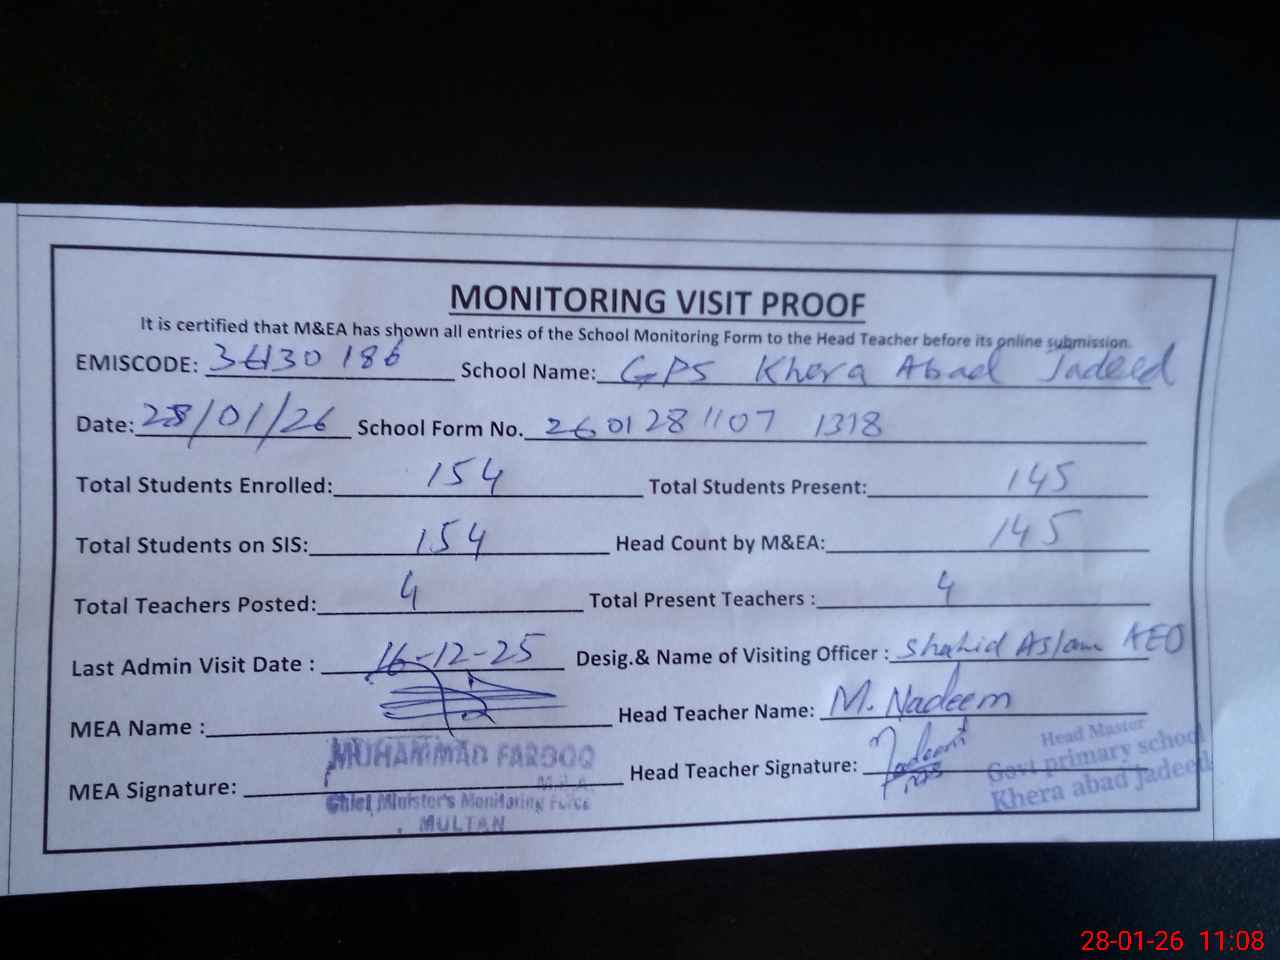 MONITORING VISIT PROOF
It is certified that M&EA has shown all entries of the School Monitoring Form to the Head Teacher before its online submission.
EMISCODE: 36130186 School Name: GPS Khera Abad Jadeed
Date: 28/01/26 School Form No. 2601281107 1318
Total Students Enrolled: 154 Total Students Present: 145
Total Students on SIS: 154 Head Count by M&EA: 145
Total Teachers Posted: 4 Total Present Teachers : 4
Last Admin Visit Date : 16-12-25 Desig.& Name of Visiting Officer : Shahid Aslam AEO
MEA Name : Head Teacher Name: M. Nadeem
MEA Signature: Head Teacher Signature: Nadeem
MUHAMMAD FAROOQ
M.E.A.
Chief Minister's Monitoring Force
MULTAN
Head Master
Govt primary school
Khera abad Jadeed
28-01-26 11:08